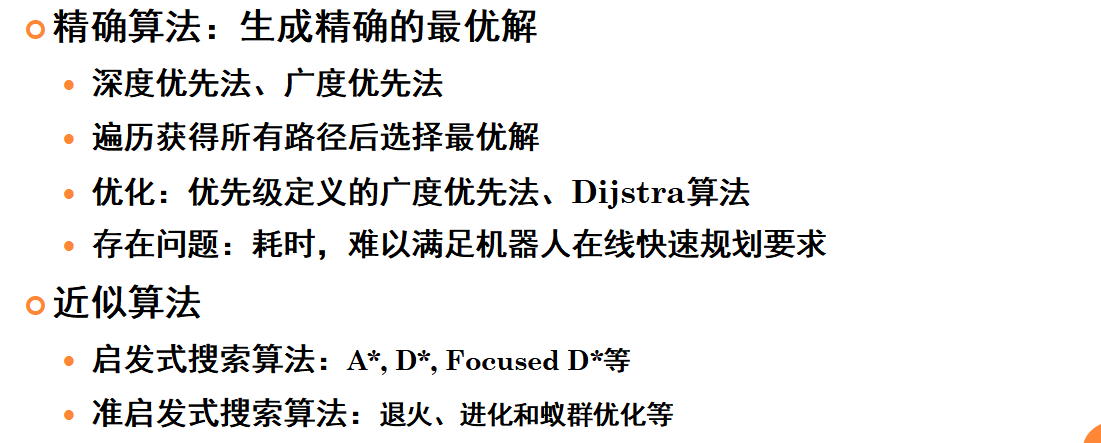 精确算法：生成精确的最优解
深度优先法、广度优先法
遍历获得所有路径后选择最优解
优化：优先级定义的广度优先法、Dijstra算法
存在问题：耗时，难以满足机器人在线快速规划要求
近似算法
启发式搜索算法：A*, D*, Focused D*等
准启发式搜索算法：退火、进化和蚁群优化等